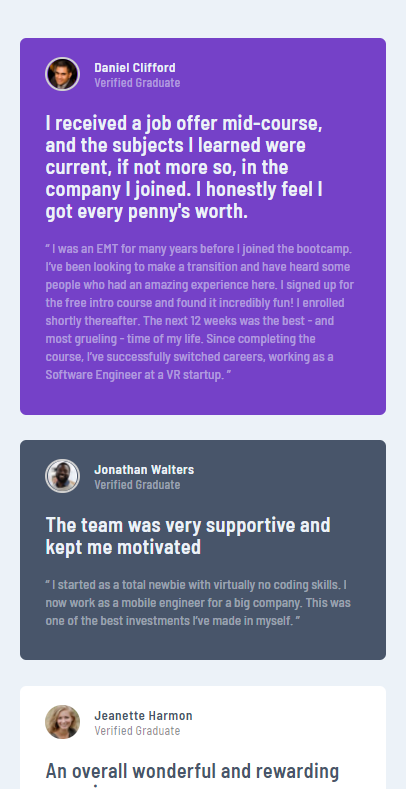 Daniel Clifford
Verified Graduate
I received a job offer mid-course,
and the subjects I learned were
current, if not more so, in the
company I joined. I honestly feel I
got every penny's worth.
“ I was an EMT for many years before I joined the bootcamp.
I’ve been looking to make a transition and have heard some
people who had an amazing experience here. I signed up for
the free intro course and found it incredibly fun! I enrolled
shortly thereafter. The next 12 weeks was the best - and
most grueling - time of my life. Since completing the
course, I’ve successfully switched careers, working as a
Software Engineer at a VR startup. ”
Jonathan Walters
Verified Graduate
The team was very supportive and
kept me motivated
“ I started as a total newbie with virtually no coding skills. I
now work as a mobile engineer for a big company. This was
one of the best investments I’ve made in myself. ”
Jeanette Harmon
Verified Graduate
An overall wonderful and rewarding